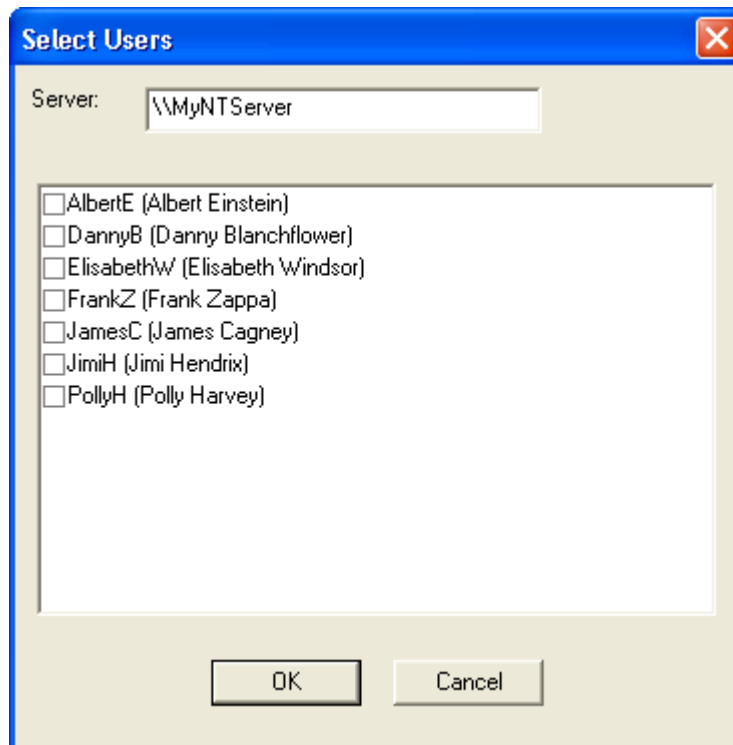 Select Users
Server: \\MyNTServer
AlbertE (Albert Einstein)
DannyB (Danny Blanchflower)
ElisabethW (Elisabeth Windsor)
FrankZ (Frank Zappa)
JamesC (James Cagney)
JimiH (Jimi Hendrix)
PollyH (Polly Harvey)
OK Cancel